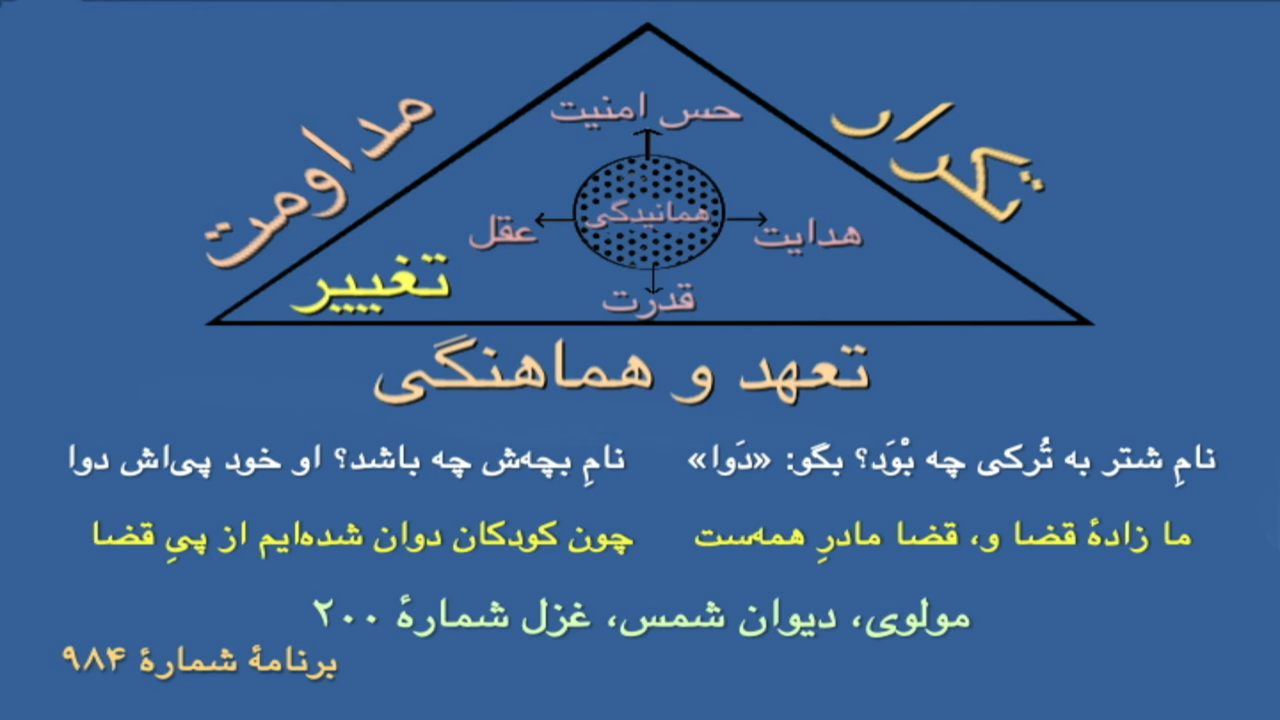 تکرار
مداومت
حس امنیت
همانیدگی
هدایت
عقل
قدرت
تغییر
تعهد و هماهنگی
نامِ شتر به تُرکی چه بْوَد؟ بگو: «دَوا» نامِ بچه‌ش چه باشد؟ او خود پی‌اش دوا
ما زادهٔ قضا و، قضا مادرِ همه‌ست چون کودکان دوان شده‌ایم از پیِ قضا
مولوی، دیوان شمس، غزل شمارهٔ ۲۰۰
برنامهٔ شمارهٔ ۹۸۴